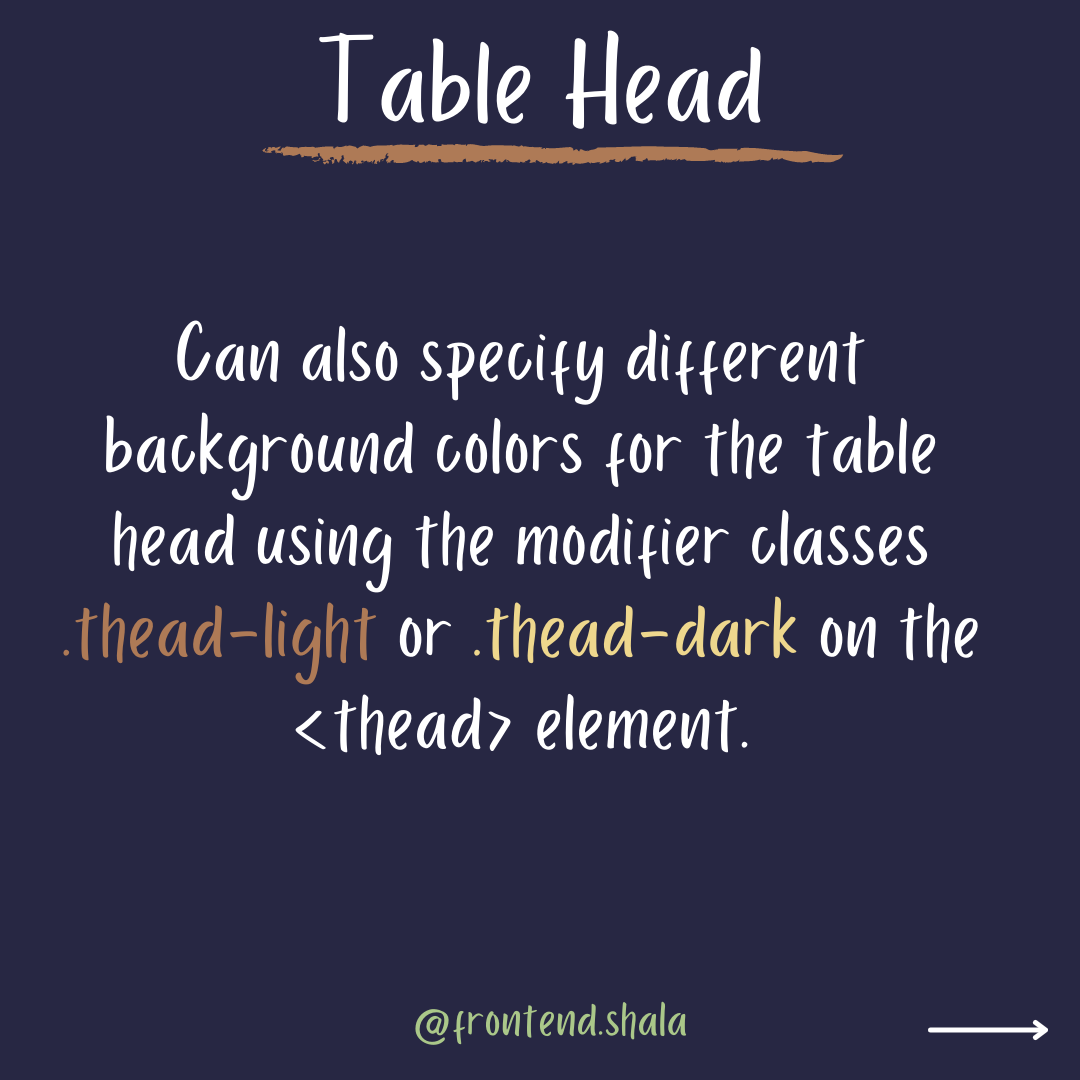 Table Head
Can also specify different
background colors for the table
head using the modifier classes
.thead-light or .thead-dark on the
<thead> element.
@frontend.shala